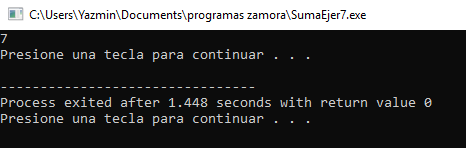 C:\Users\Yazmin\Documents\programas zamora\SumaEjer7.exe
7
Presione una tecla para continuar . . .
--------------------------------
Process exited after 1.448 seconds with return value 0
Presione una tecla para continuar . . .